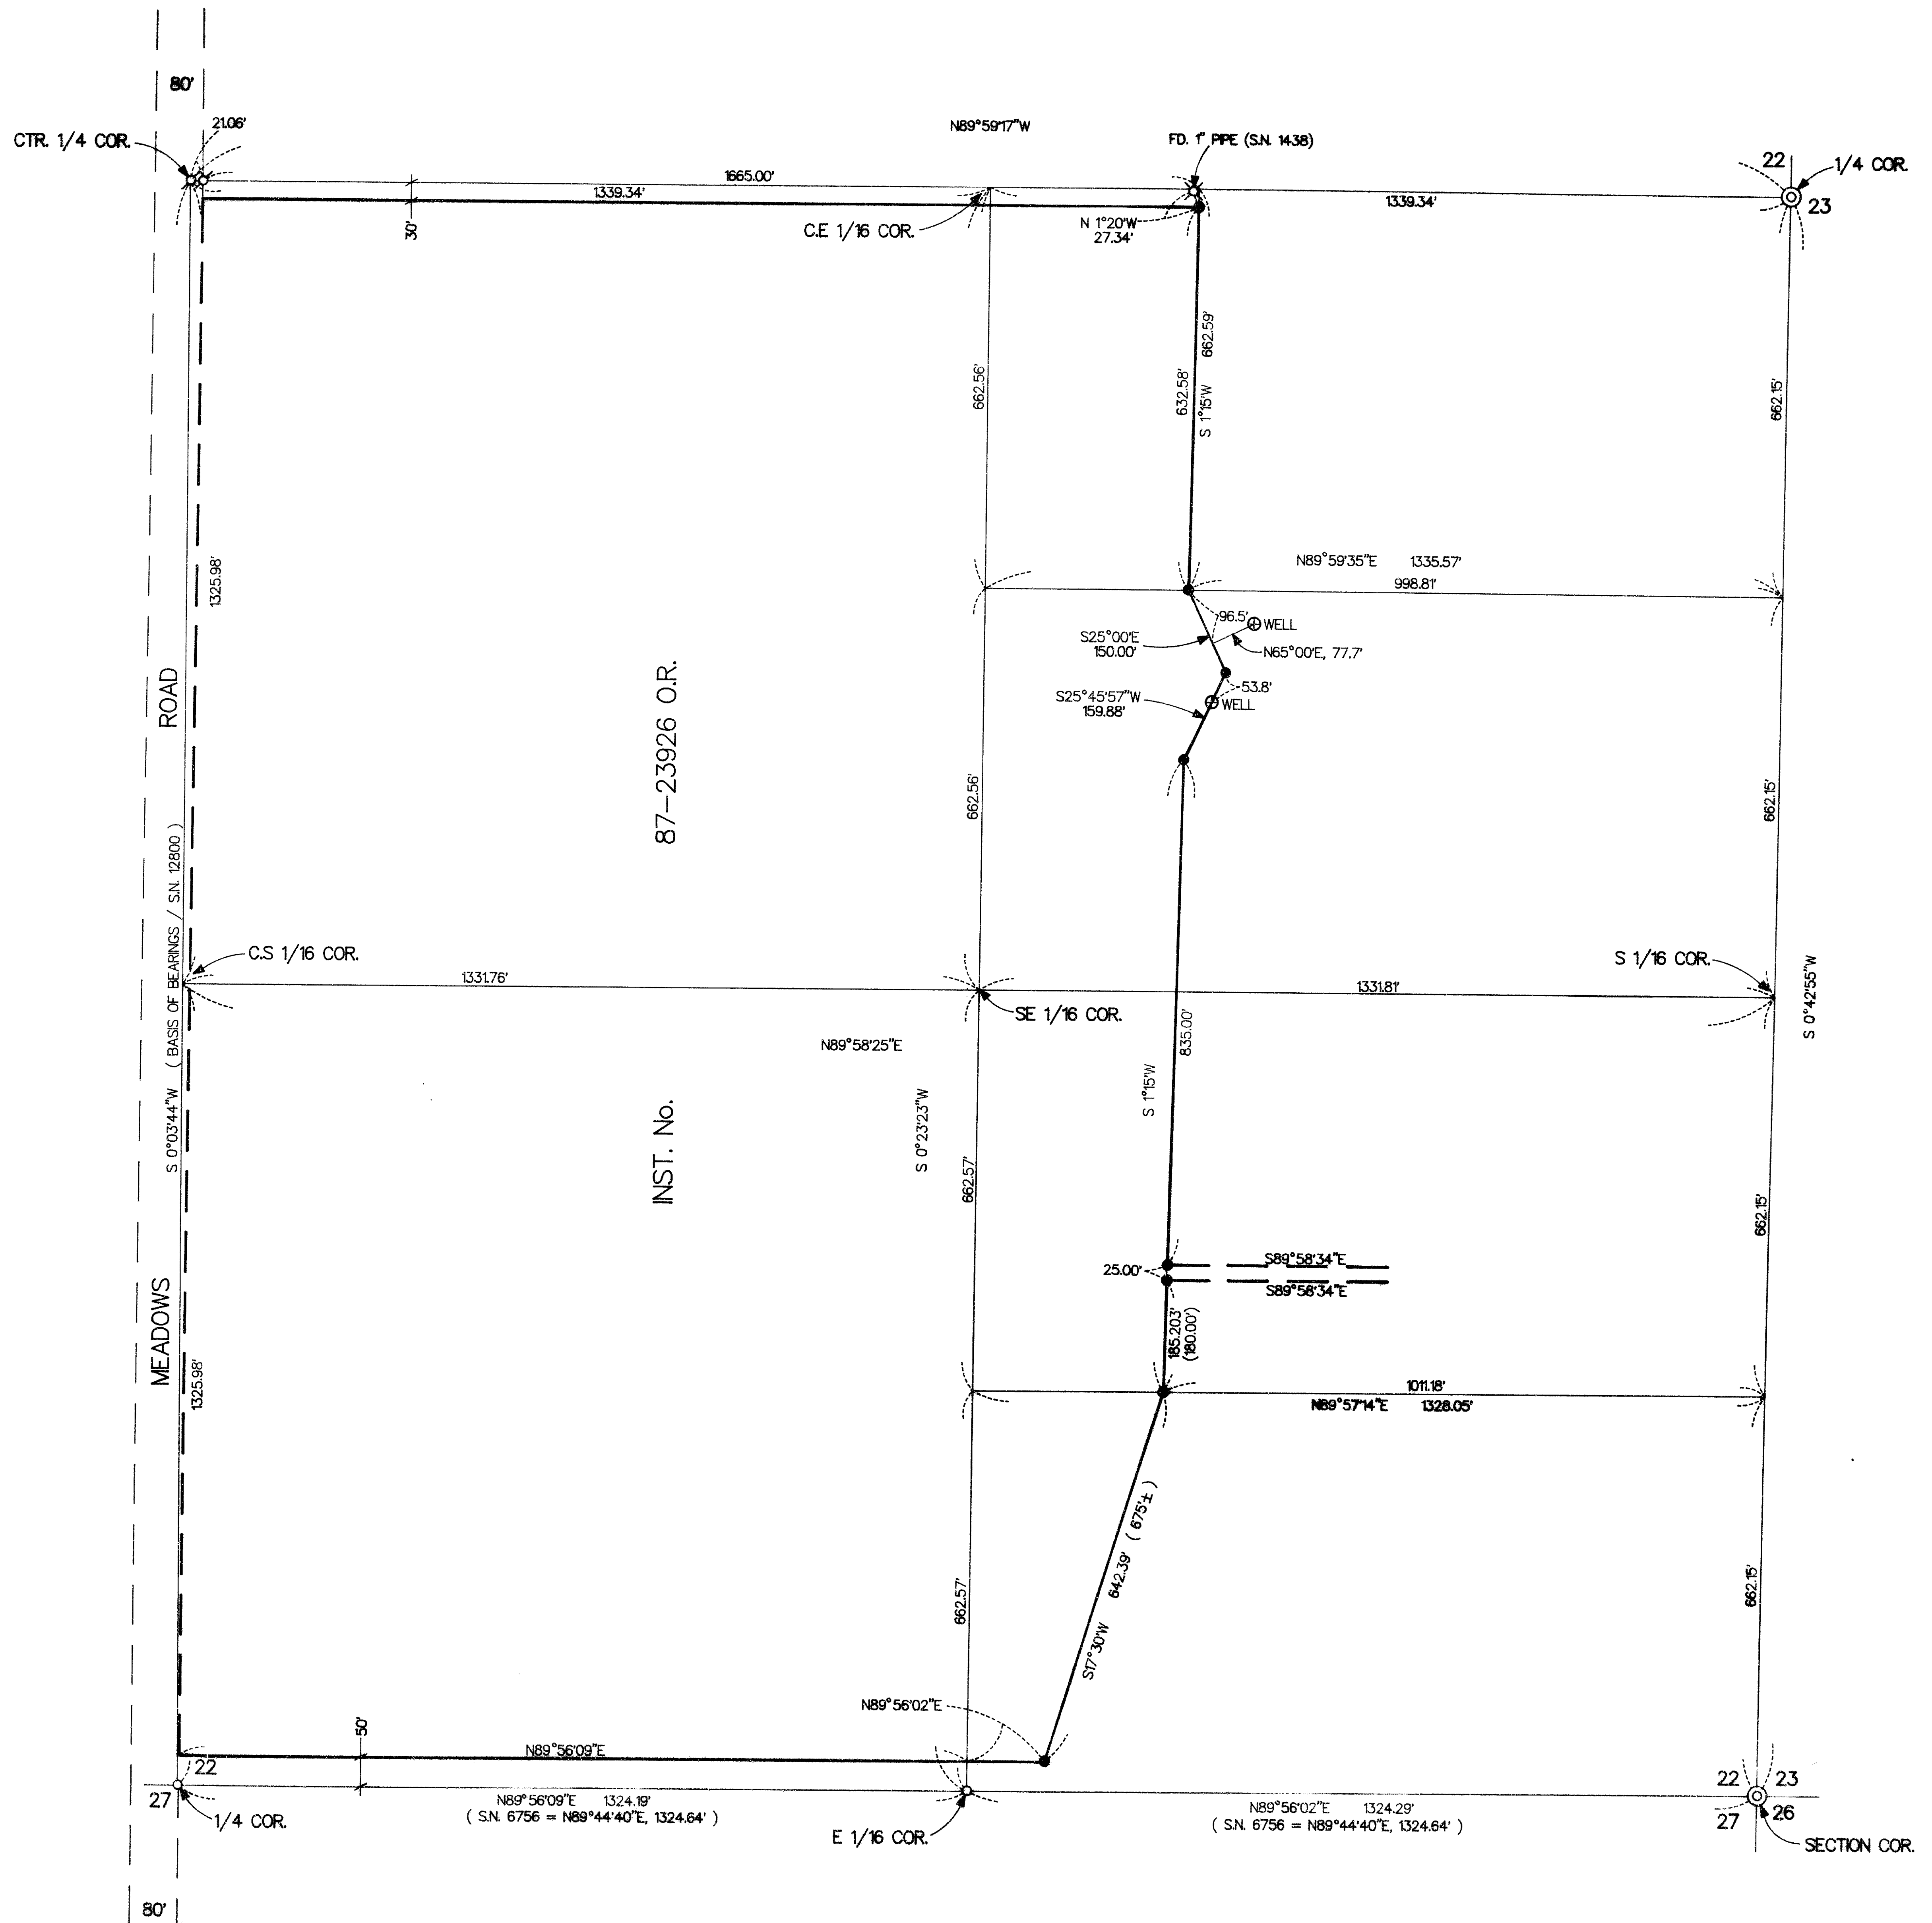 80'
21.06'
N89°59'17"W
FD. 1" PIPE (S.N. 1438)
CTR. 1/4 COR.
22
1/4 COR.
23
1665.00'
1339.34'
1339.34'
30'
C.E 1/16 COR.
N 1°20'W
27.34'
662.56'
632.58'
S 1°15'W 662.59'
662.15'
1325.98'
N89°59'35"E 1335.57'
998.81'
96.5'
WELL
S25°00'E
150.00'
N65°00'E, 77.7'
53.8'
S25°45'57"W
159.88'
WELL
MEADOWS ROAD
INST. No. 87-23926 O.R.
662.56'
662.15'
S 0°03'44"W ( BASIS OF BEARINGS / S.N. 12800 )
C.S 1/16 COR.
1331.76'
SE 1/16 COR.
1331.81'
S 1/16 COR.
S 0°42'55"W
N89°58'25"E
835.00'
S 1°15'W
S 0°23'23"W
662.57'
662.15'
S89°58'34"E
25.00'
S89°58'34"E
185.203'
(180.00')
1325.98'
1011.18'
N89°57'14"E 1328.05'
S17°30'W 642.39' ( 675'± )
662.57'
662.15'
N89°56'02"E
50'
N89°56'09"E
22
27
1/4 COR.
N89°56'09"E 1324.19'
( S.N. 6756 = N89°44'40"E, 1324.64' )
E 1/16 COR.
N89°56'02"E 1324.29'
( S.N. 6756 = N89°44'40"E, 1324.64' )
22 23
27 26
SECTION COR.
80'